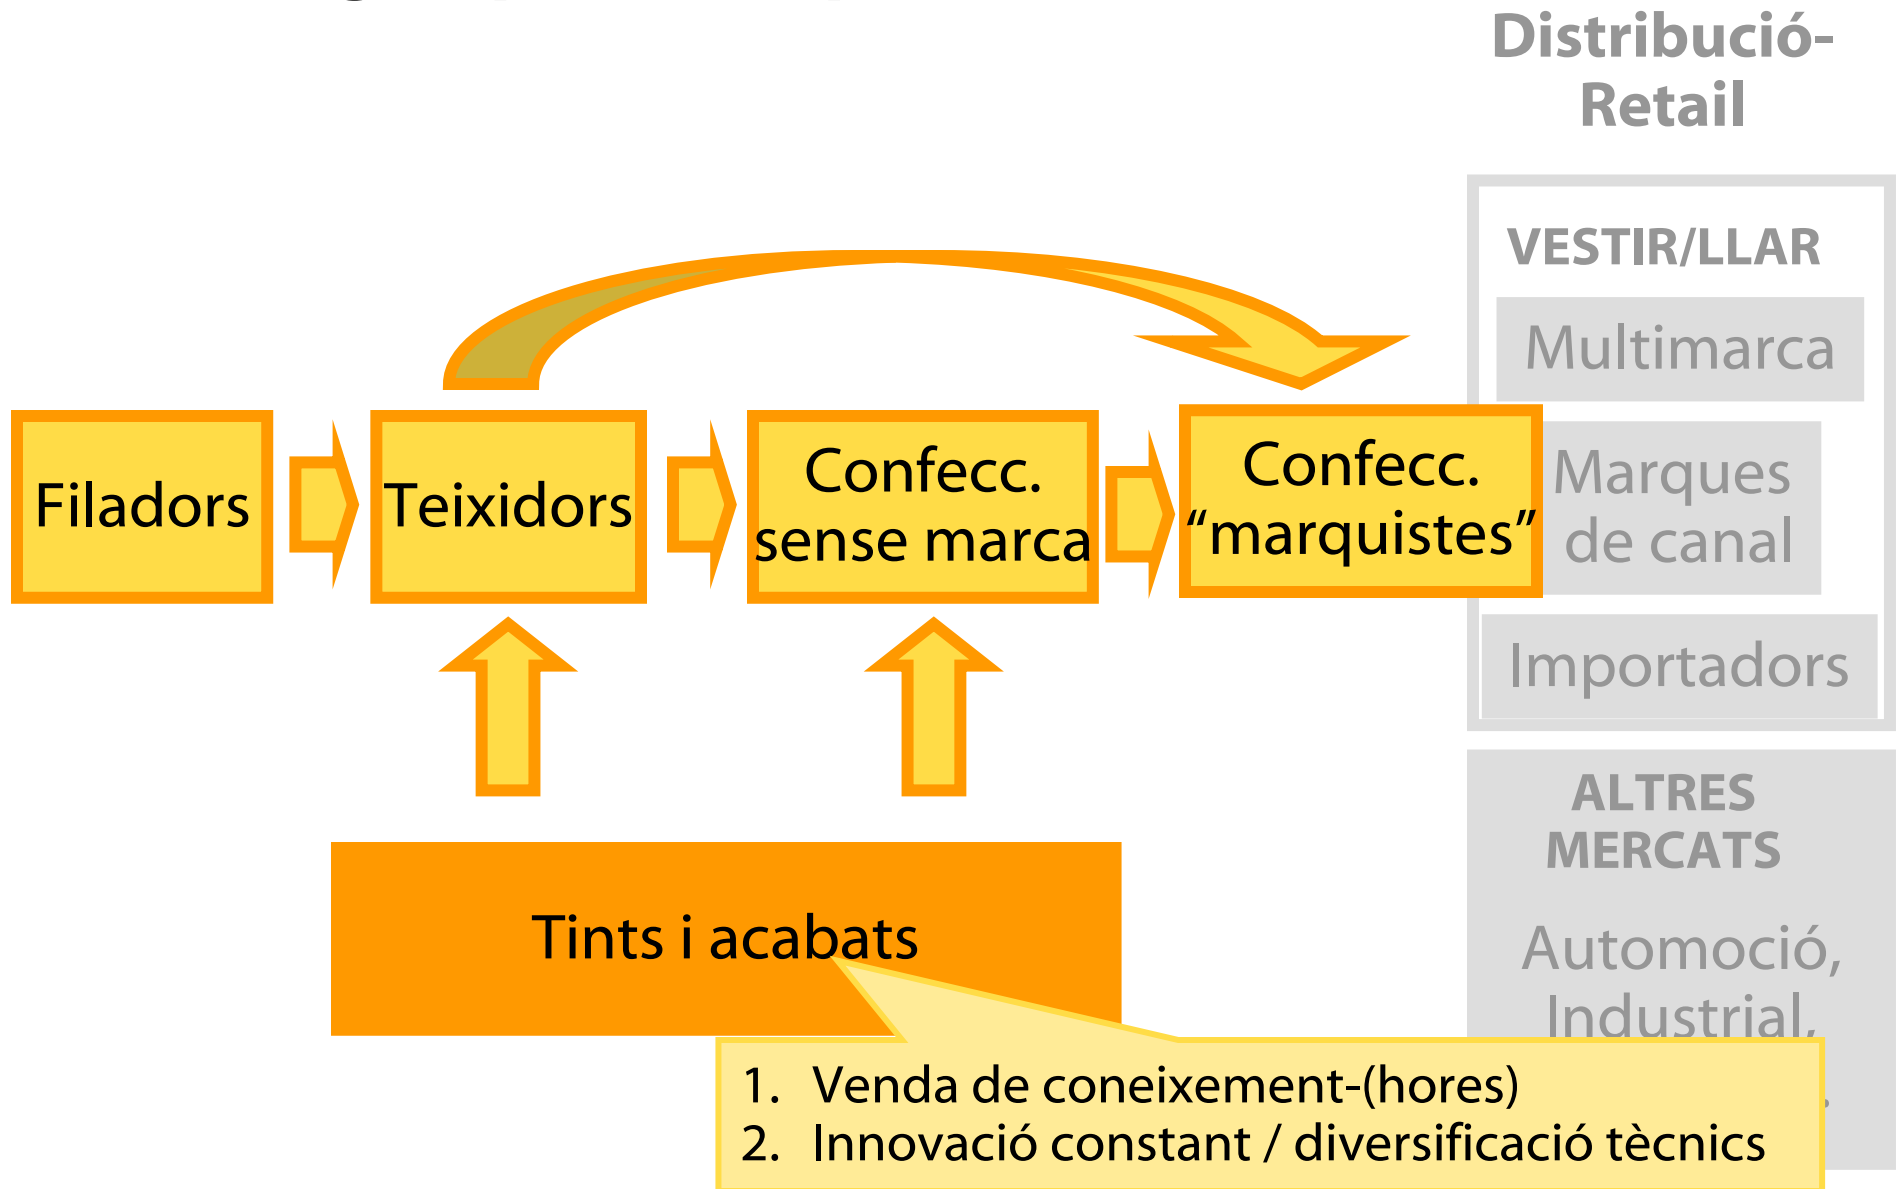 Distribució-
Retail
VESTIR/LLAR
Multimarca
Marques
de canal
Importadors
Filadors
Teixidors
Confecc.
sense marca
Confecc.
“marquistes”
ALTRES
MERCATS
Automoció,
Industrial,
Tints i acabats
1. Venda de coneixement-(hores)
2. Innovació constant / diversificació tècnics